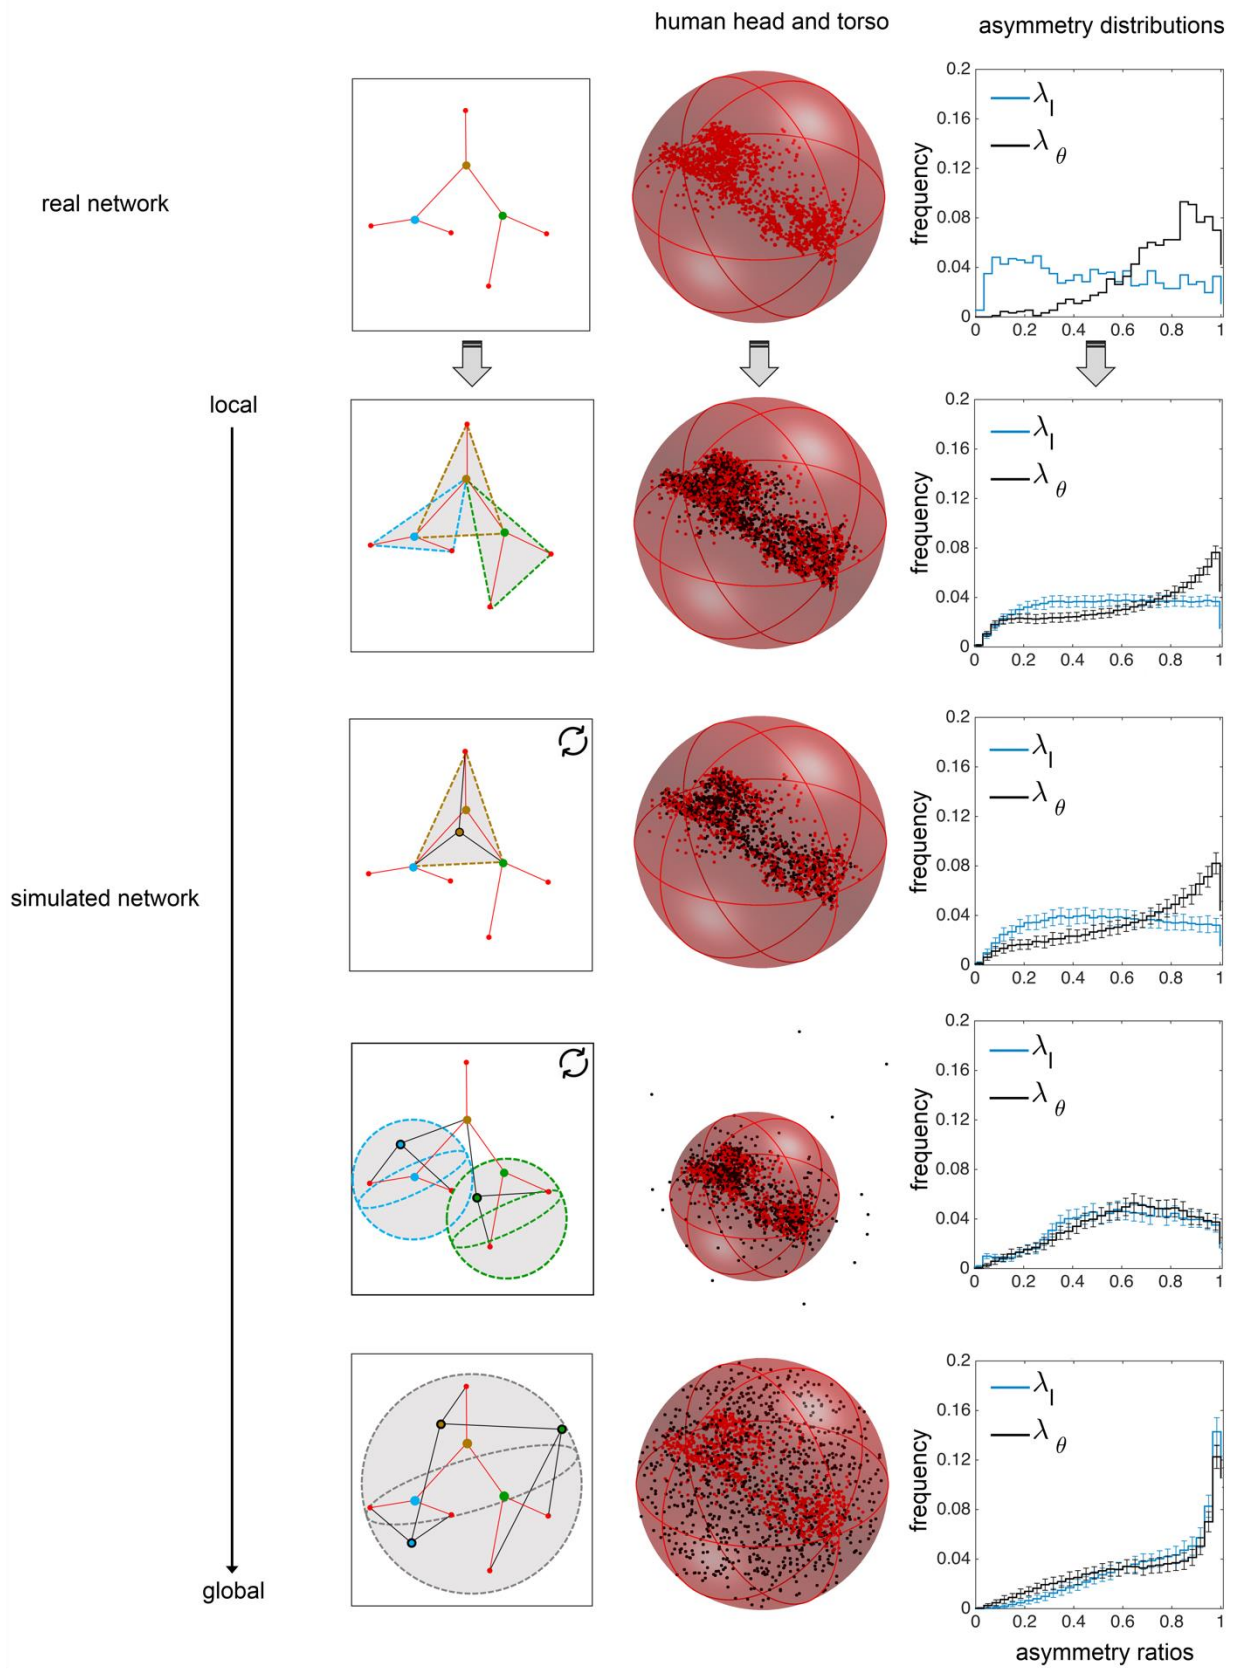 human head and torso
asymmetry distributions
real network
frequency
0.2
0.16
0.12
0.08
0.04
0
λl
λθ
0 0.2 0.4 0.6 0.8 1
local
frequency
0.2
0.16
0.12
0.08
0.04
0
λl
λθ
0 0.2 0.4 0.6 0.8 1
simulated network
frequency
0.2
0.16
0.12
0.08
0.04
0
λl
λθ
0 0.2 0.4 0.6 0.8 1
frequency
0.2
0.16
0.12
0.08
0.04
0
λl
λθ
0 0.2 0.4 0.6 0.8 1
global
frequency
0.2
0.16
0.12
0.08
0.04
0
λl
λθ
0 0.2 0.4 0.6 0.8 1
asymmetry ratios